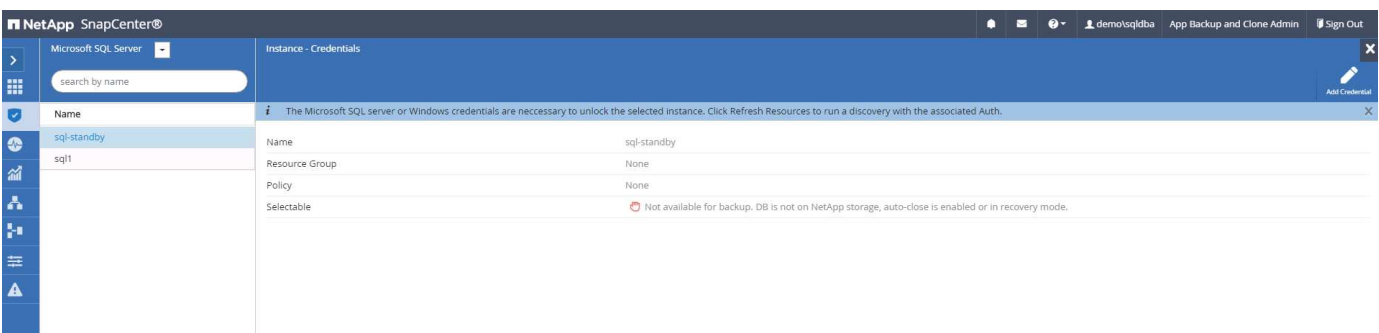 NetApp SnapCenter®
demo\sqldba App Backup and Clone Admin Sign Out
Microsoft SQL Server
Instance - Credentials
search by name
Add Credential
Name
i The Microsoft SQL server or Windows credentials are neccessary to unlock the selected instance. Click Refresh Resources to run a discovery with the associated Auth.
sql-standby
sql1
Name sql-standby
Resource Group None
Policy None
Selectable Not available for backup. DB is not on NetApp storage, auto-close is enabled or in recovery mode.